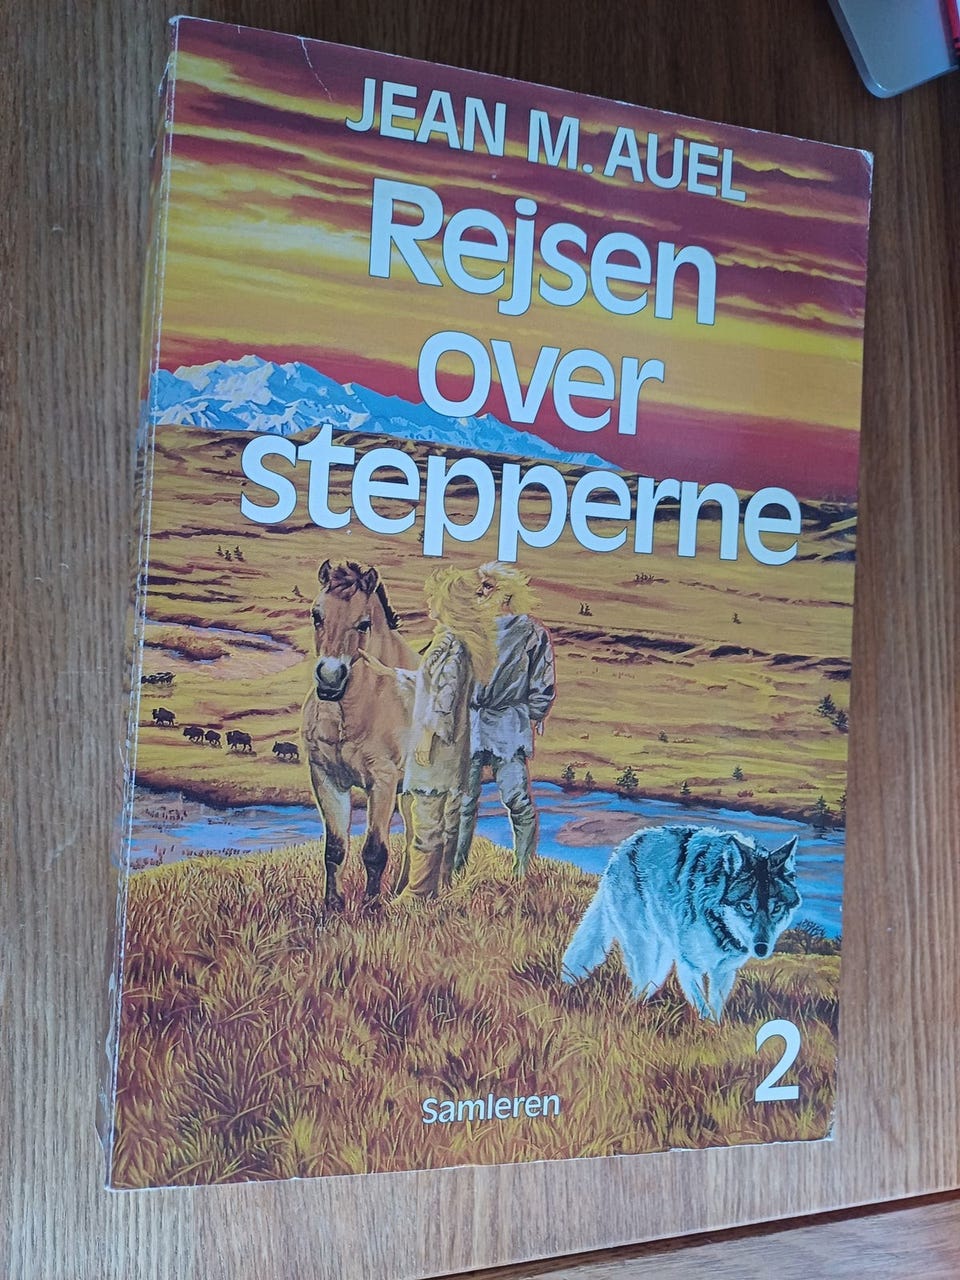 JEAN M. AUEL
Rejsen
over
stepperne
2
Samleren